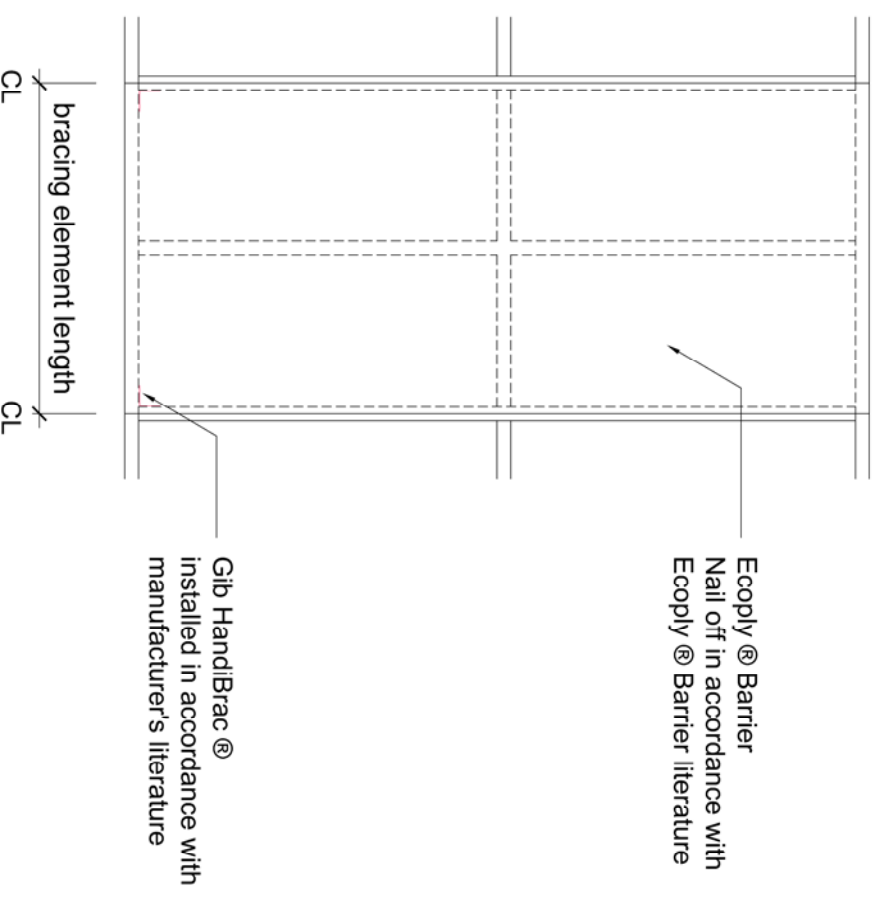 Ecoply ® Barrier
Nail off in accordance with
Ecoply ® Barrier literature
Gib HandiBrac ®
installed in accordance with
manufacturer's literature
bracing element length
CL
CL